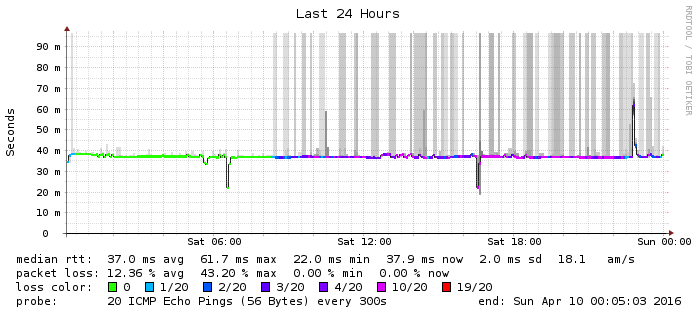 Last 24 Hours
RRDTOOL / TOBI OETIKER
Seconds
90 m
80 m
70 m
60 m
50 m
40 m
30 m
20 m
10 m
0
Sat 06:00 Sat 12:00 Sat 18:00 Sun 00:00
median rtt: 37.0 ms avg 61.7 ms max 22.0 ms min 37.9 ms now 2.0 ms sd 18.1 am/s
packet loss: 12.36 % avg 43.20 % max 0.00 % min 0.00 % now
loss color: 0 1/20 2/20 3/20 4/20 10/20 19/20
probe: 20 ICMP Echo Pings (56 Bytes) every 300s end: Sun Apr 10 00:05:03 2016